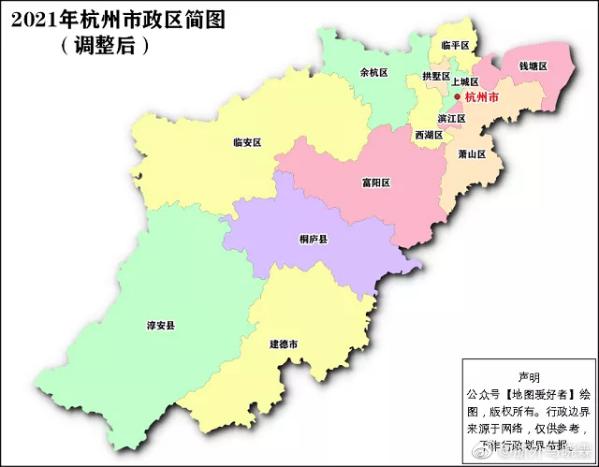 2021年杭州市政区简图
（调整后）
临平区
钱塘区
余杭区
拱墅区
上城区
杭州市
滨江区
西湖区
萧山区
临安区
富阳区
桐庐县
淳安县
建德市
声明
公众号【地图爱好者】绘
图，版权所有。行政边界
来源于网络，仅供参考，